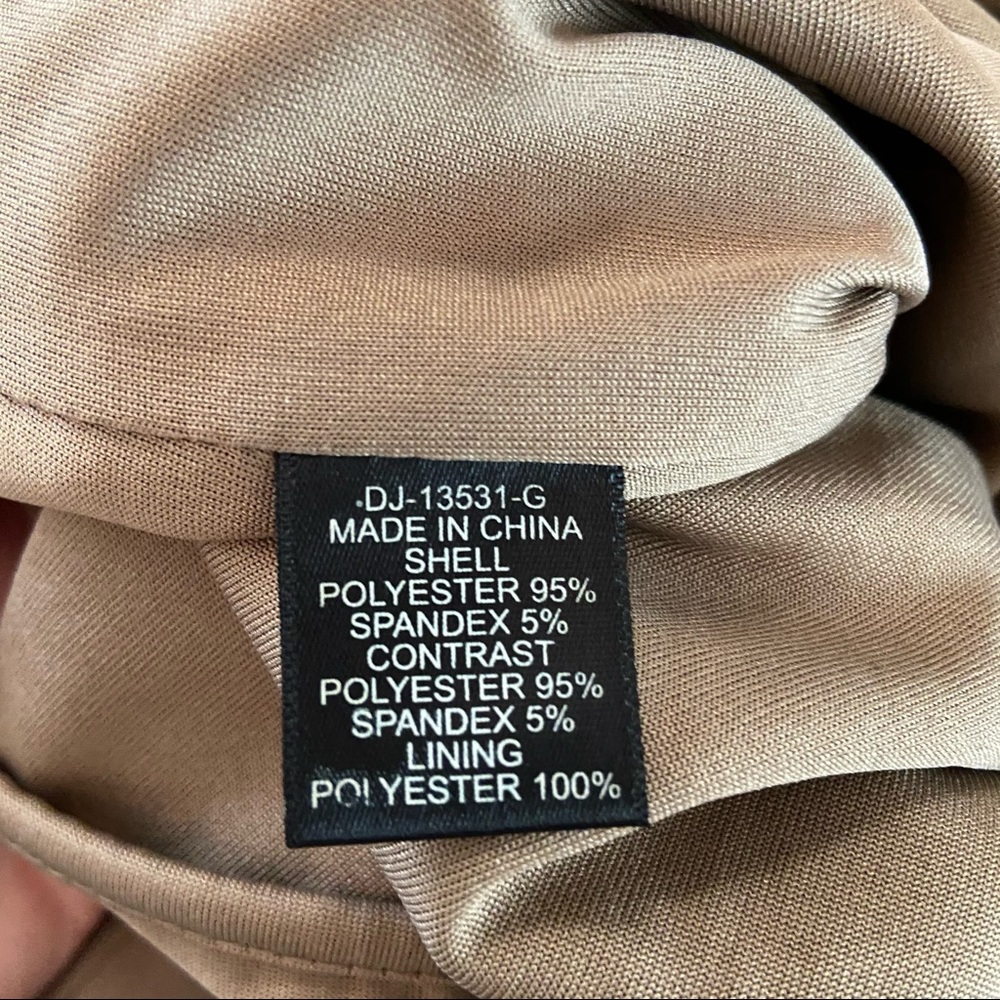 DJ-13531-G
MADE IN CHINA
SHELL
POLYESTER 95%
SPANDEX 5%
CONTRAST
POLYESTER 95%
SPANDEX 5%
LINING
POLYESTER 100%